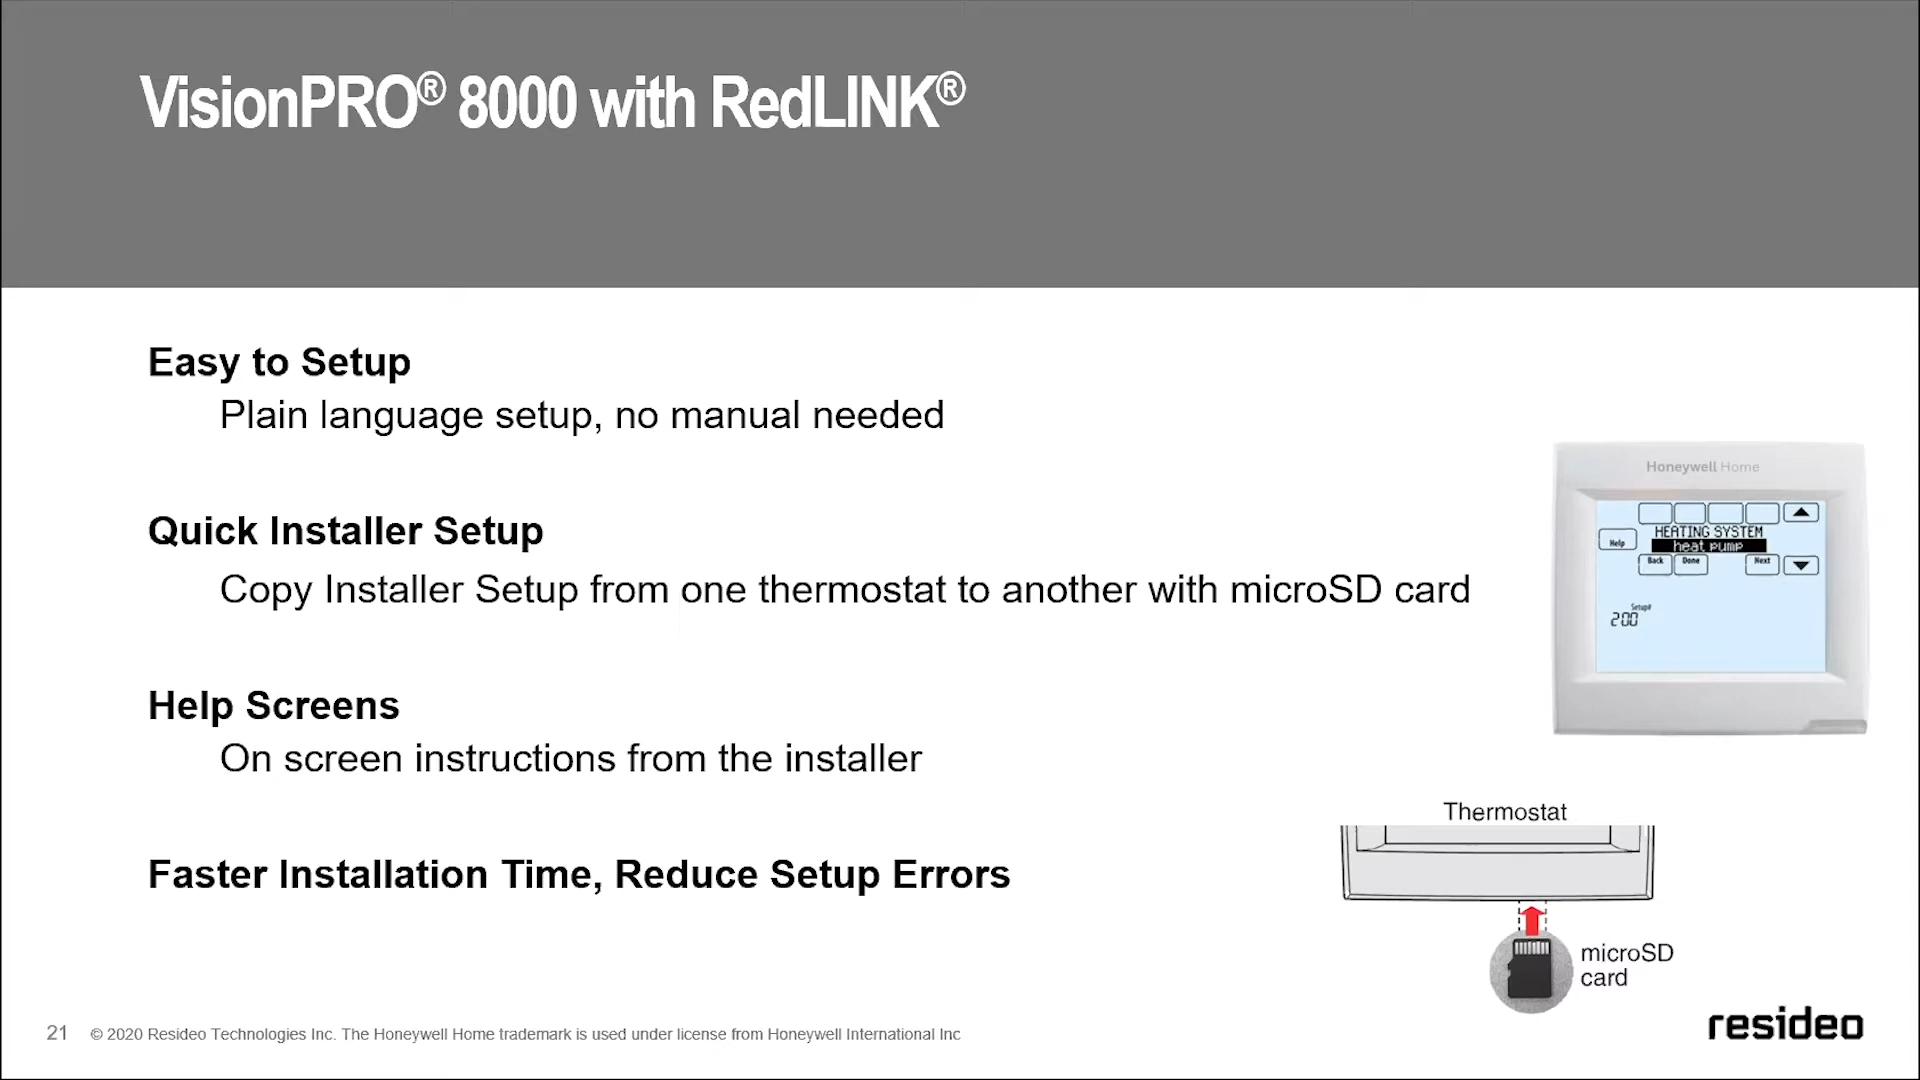 VisionPRO® 8000 with RedLINK®
Easy to Setup
Plain language setup, no manual needed
Quick Installer Setup
Copy Installer Setup from one thermostat to another with microSD card
Help Screens
On screen instructions from the installer
Faster Installation Time, Reduce Setup Errors
Honeywell Home
HEATING SYSTEM
Help
heat pump
Back Done Next
Setup#
200
Thermostat
microSD
card
resideo
21 © 2020 Resideo Technologies Inc. The Honeywell Home trademark is used under license from Honeywell International Inc